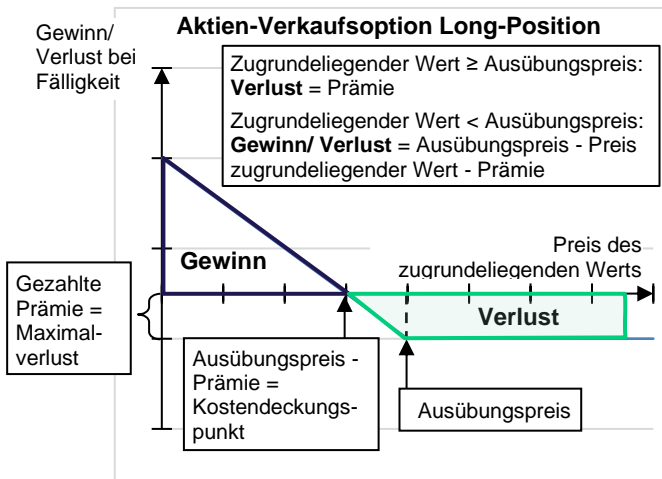 Aktien-Verkaufsoption Long-Position
Gewinn/
Verlust bei
Fälligkeit
Zugrundeliegender Wert ≥ Ausübungspreis:
Verlust = Prämie
Zugrundeliegender Wert < Ausübungspreis:
Gewinn/ Verlust = Ausübungspreis - Preis
zugrundeliegender Wert - Prämie
Gewinn
Preis des
zugrundeliegenden Werts
Gezahlte
Prämie =
Maximal-
verlust
Verlust
Ausübungspreis -
Prämie =
Kostendeckungs-
punkt
Ausübungspreis